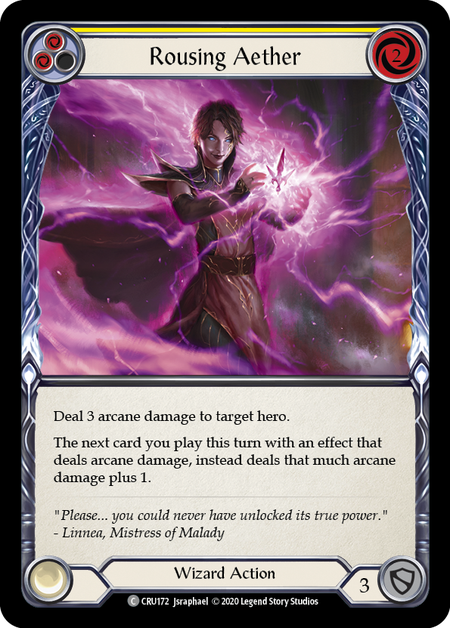 Rousing Aether
2
Deal 3 arcane damage to target hero.
The next card you play this turn with an effect that
deals arcane damage, instead deals that much arcane
damage plus 1.
"Please... you could never have unlocked its true power."
- Linnea, Mistress of Malady
Wizard Action
3
C CRU172 Jsraphael © 2020 Legend Story Studios